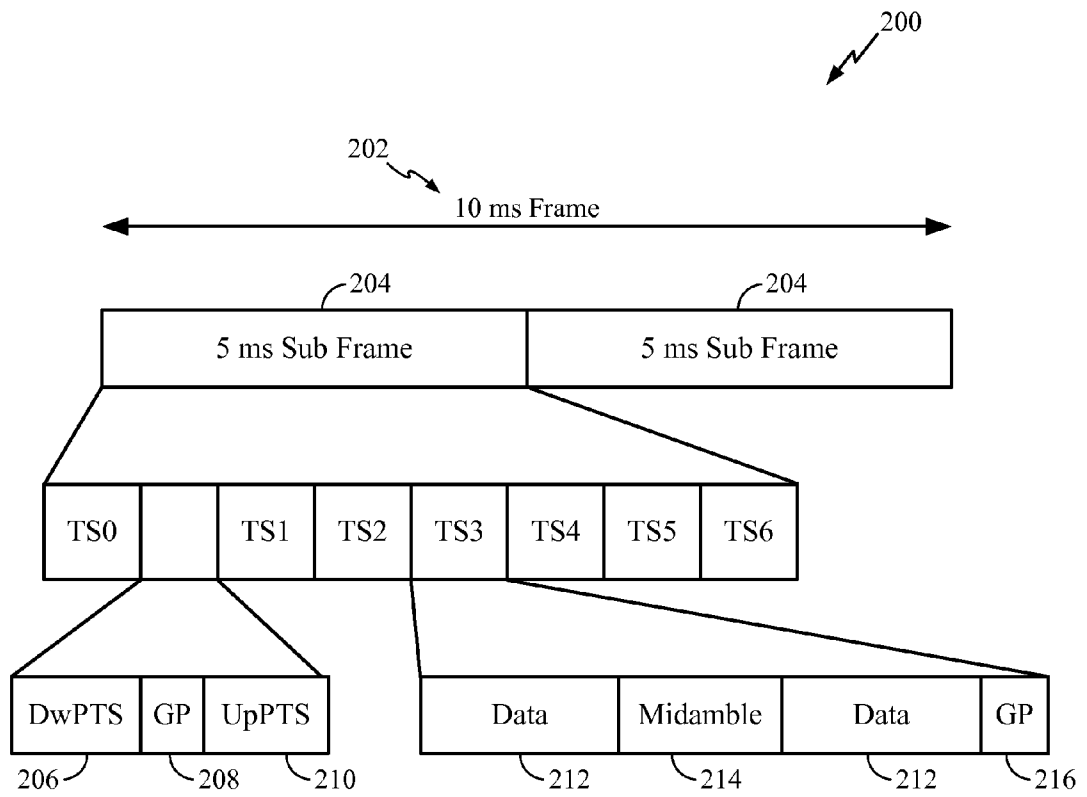 200
202
10 ms Frame
204 204
5 ms Sub Frame 5 ms Sub Frame
TS0 TS1 TS2 TS3 TS4 TS5 TS6
DwPTS GP UpPTS Data Midamble Data GP
206 208 210 212 214 212 216